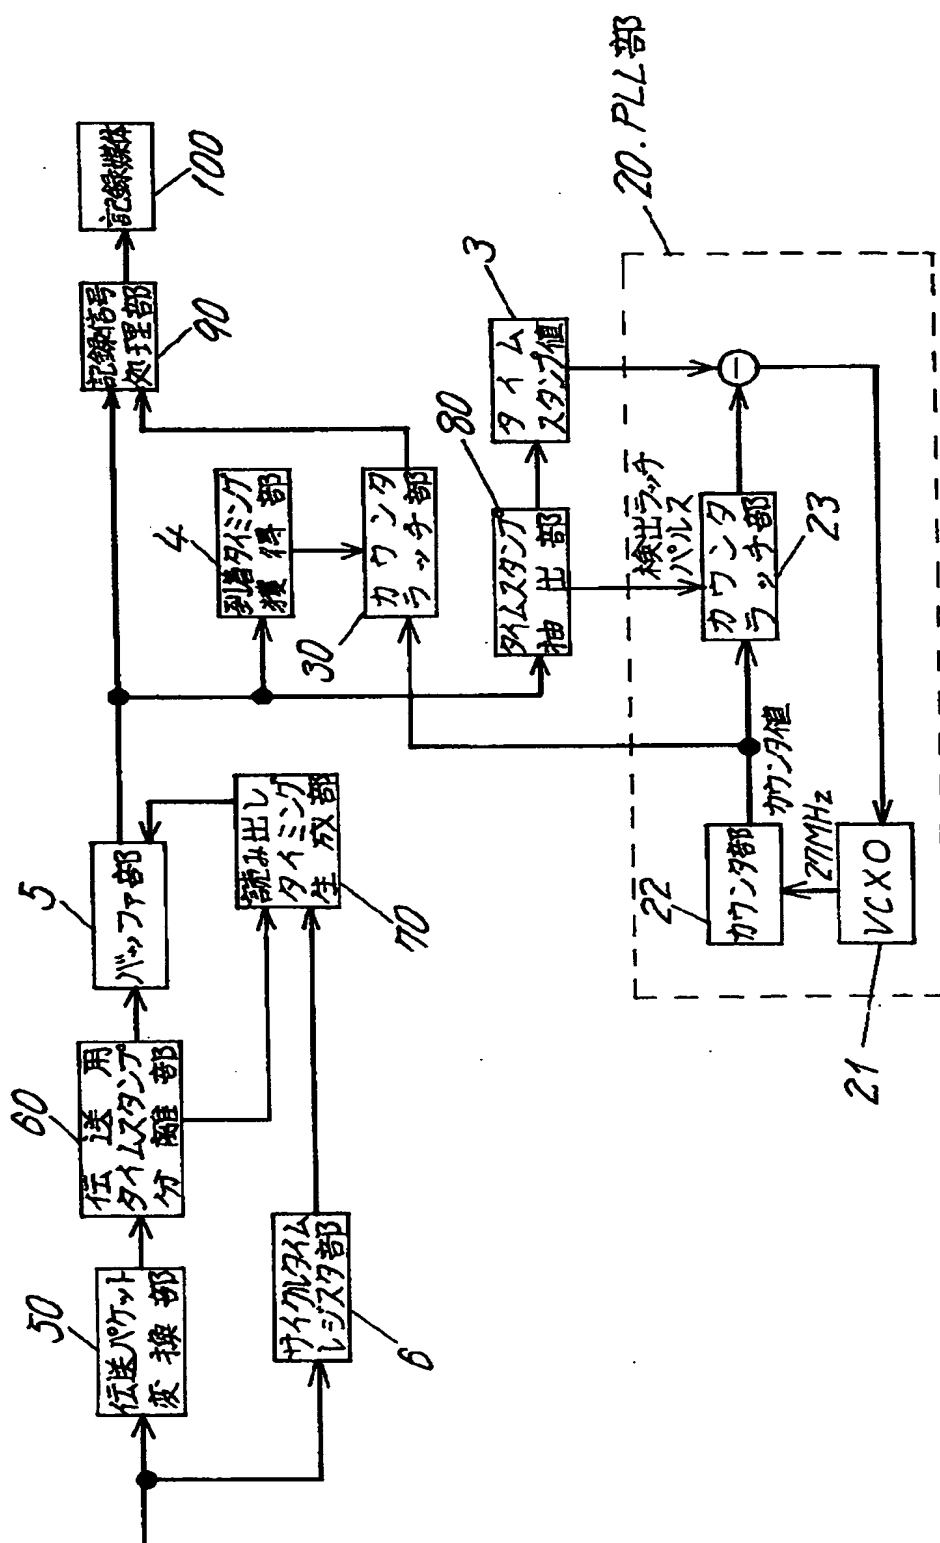 50
伝送パケット
変換部
60
伝送用
タイムスタンプ
分離部
5
バッファ部
サイクルタイム
レジスタ部
6
読み出し
タイミング
生成部
70
4
到着タイミング
獲得部
30
カウンタ
ラッチ部
記録信号
処理部
90
記録媒体
100
80
タイムスタンプ
抽出部
3
タイム
スタンプ値
検出ラッチ
パルス
20. PLL部
22
カウンタ部
カウンタ値
27MHz
VCXO
21
カウンタ
ラッチ部
23
−